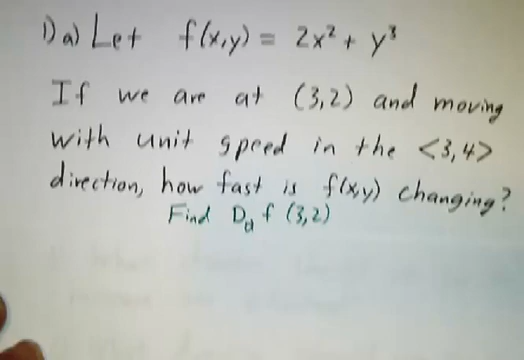 1) a) Let f(x,y) = 2x² + y³
If we are at (3,2) and moving
with unit speed in the <3,4>
direction, how fast is f(x,y) changing?
Find D_d f (3,2)